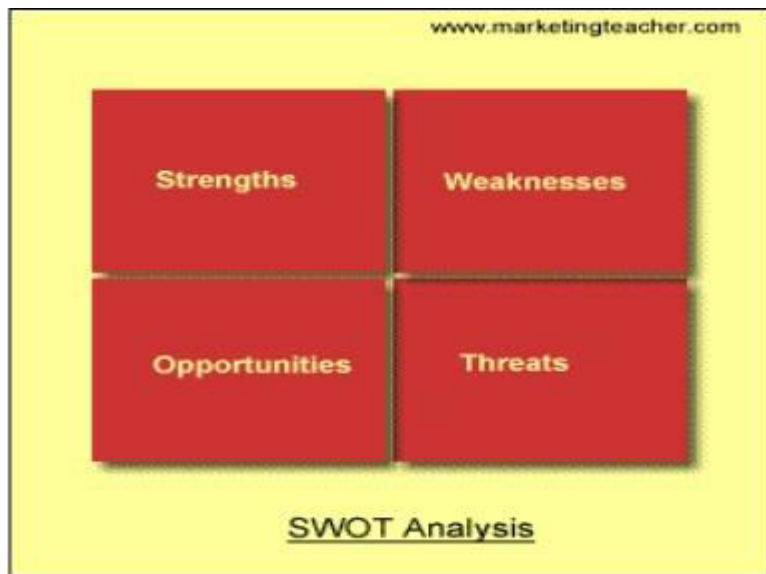 www.marketingteacher.com
Strengths
Weaknesses
Opportunities
Threats
SWOT Analysis